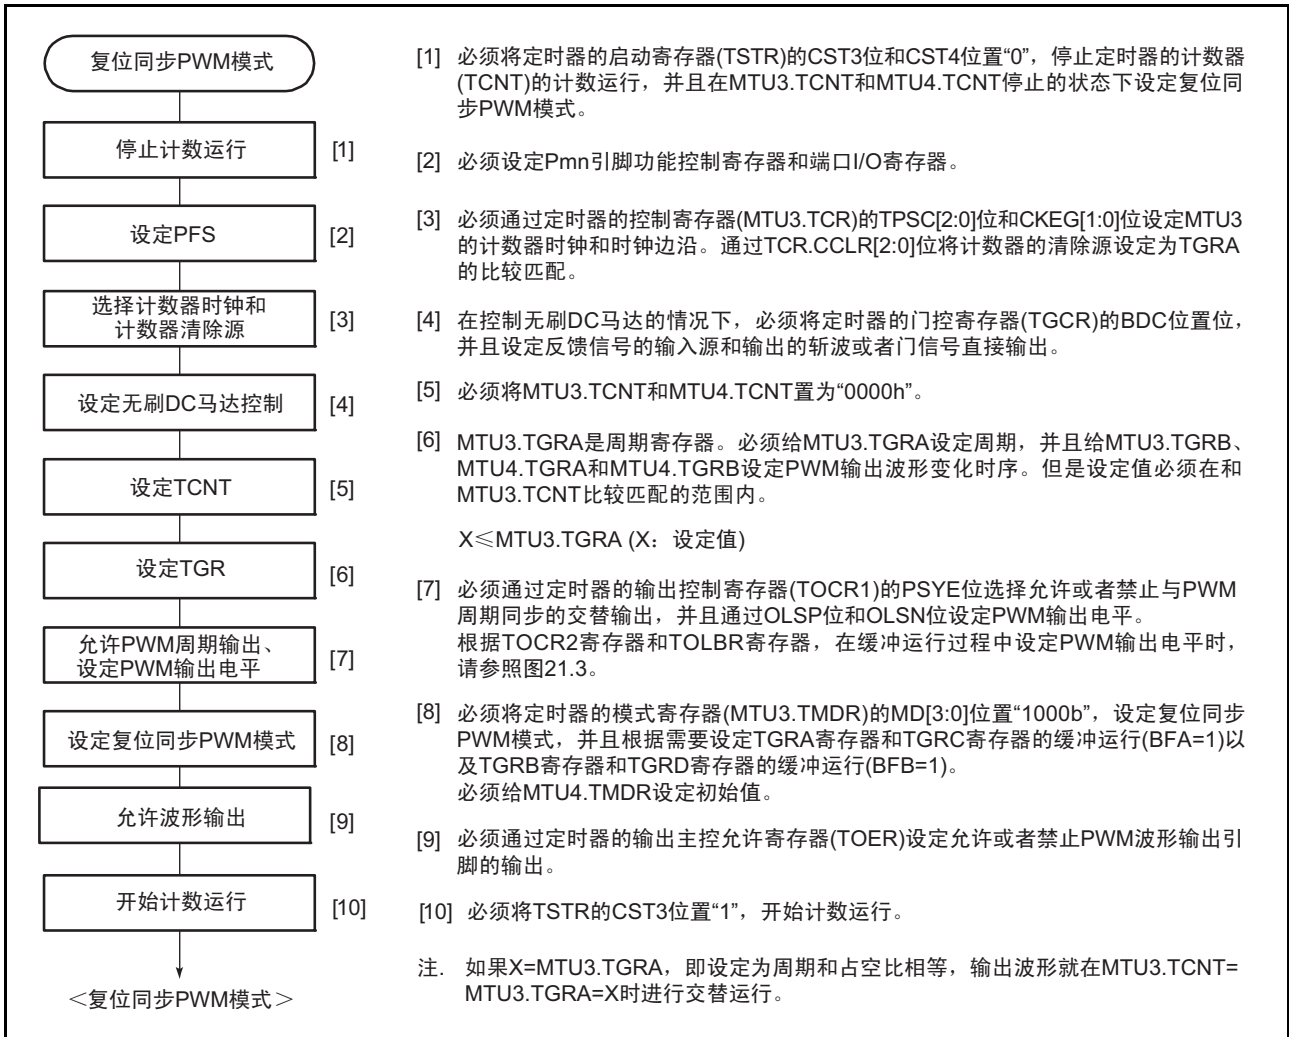 复位同步PWM模式
停止计数运行 [1]
设定PFS [2]
选择计数器时钟和
计数器清除源 [3]
设定无刷DC马达控制 [4]
设定TCNT [5]
设定TGR [6]
允许PWM周期输出、
设定PWM输出电平 [7]
设定复位同步PWM模式 [8]
允许波形输出 [9]
开始计数运行 [10]
＜复位同步PWM模式＞
[1] 必须将定时器的启动寄存器(TSTR)的CST3位和CST4位置“0”，停止定时器的计数器
(TCNT)的计数运行，并且在MTU3.TCNT和MTU4.TCNT停止的状态下设定复位同
步PWM模式。
[2] 必须设定Pmn引脚功能控制寄存器和端口I/O寄存器。
[3] 必须通过定时器的控制寄存器(MTU3.TCR)的TPSC[2:0]位和CKEG[1:0]位设定MTU3
的计数器时钟和时钟边沿。通过TCR.CCLR[2:0]位将计数器的清除源设定为TGRA
的比较匹配。
[4] 在控制无刷DC马达的情况下，必须将定时器的门控寄存器(TGCR)的BDC位置位，
并且设定反馈信号的输入源和输出的斩波或者门信号直接输出。
[5] 必须将MTU3.TCNT和MTU4.TCNT置为“0000h”。
[6] MTU3.TGRA是周期寄存器。必须给MTU3.TGRA设定周期，并且给MTU3.TGRB、
MTU4.TGRA和MTU4.TGRB设定PWM输出波形变化时序。但是设定值必须在和
MTU3.TCNT比较匹配的范围内。
X≤MTU3.TGRA (X：设定值)
[7] 必须通过定时器的输出控制寄存器(TOCR1)的PSYE位选择允许或者禁止与PWM
周期同步的交替输出，并且通过OLSP位和OLSN位设定PWM输出电平。
根据TOCR2寄存器和TOLBR寄存器，在缓冲运行过程中设定PWM输出电平时，
请参照图21.3。
[8] 必须将定时器的模式寄存器(MTU3.TMDR)的MD[3:0]位置“1000b”，设定复位同步
PWM模式，并且根据需要设定TGRA寄存器和TGRC寄存器的缓冲运行(BFA=1)以
及TGRB寄存器和TGRD寄存器的缓冲运行(BFB=1)。
必须给MTU4.TMDR设定初始值。
[9] 必须通过定时器的输出主控允许寄存器(TOER)设定允许或者禁止PWM波形输出引
脚的输出。
[10] 必须将TSTR的CST3位置“1”，开始计数运行。
注. 如果X=MTU3.TGRA，即设定为周期和占空比相等，输出波形就在MTU3.TCNT=
MTU3.TGRA=X时进行交替运行。